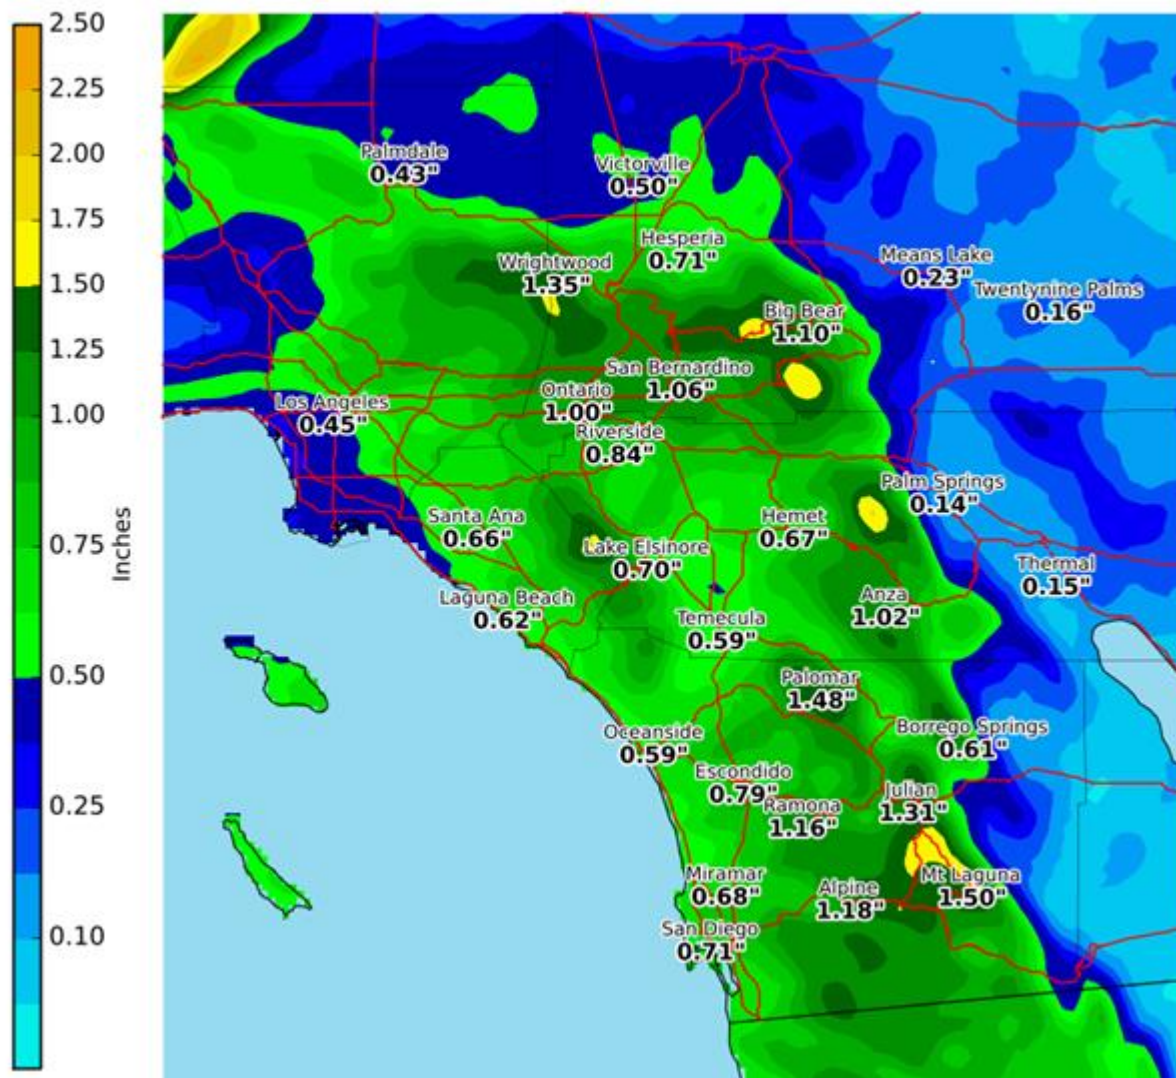 2.50
2.25
2.00
1.75
1.50
1.25
1.00
0.75
0.50
0.25
0.10
Inches
Palmdale
0.43"
Victorville
0.50"
Hesperia
0.71"
Wrightwood
1.35"
Means Lake
0.23"
Twentynine Palms
0.16"
Big Bear
1.10"
San Bernardino
1.06"
Ontario
1.00"
Los Angeles
0.45"
Riverside
0.84"
Palm Springs
0.14"
Santa Ana
0.66"
Hemet
0.67"
Lake Elsinore
0.70"
Thermal
0.15"
Laguna Beach
0.62"
Anza
1.02"
Temecula
0.59"
Palomar
1.48"
Oceanside
0.59"
Borrego Springs
0.61"
Escondido
0.79"
Ramona
1.16"
Julian
1.31"
Miramar
0.68"
Alpine
1.18"
Mt Laguna
1.50"
San Diego
0.71"